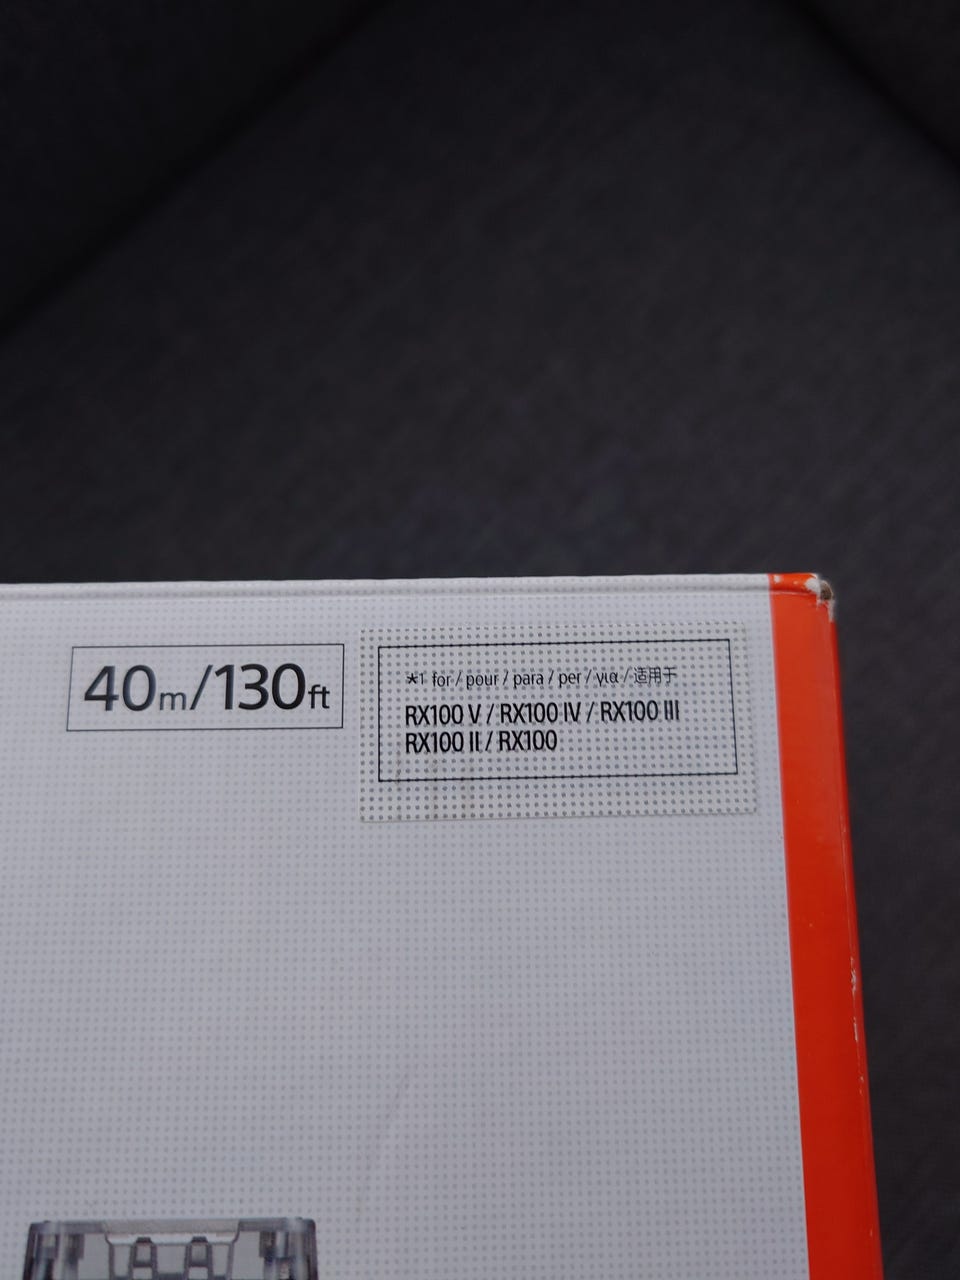 40m/130ft
*1 for / pour / para / per / για / 适用于
RX100 V / RX100 IV / RX100 III
RX100 II / RX100